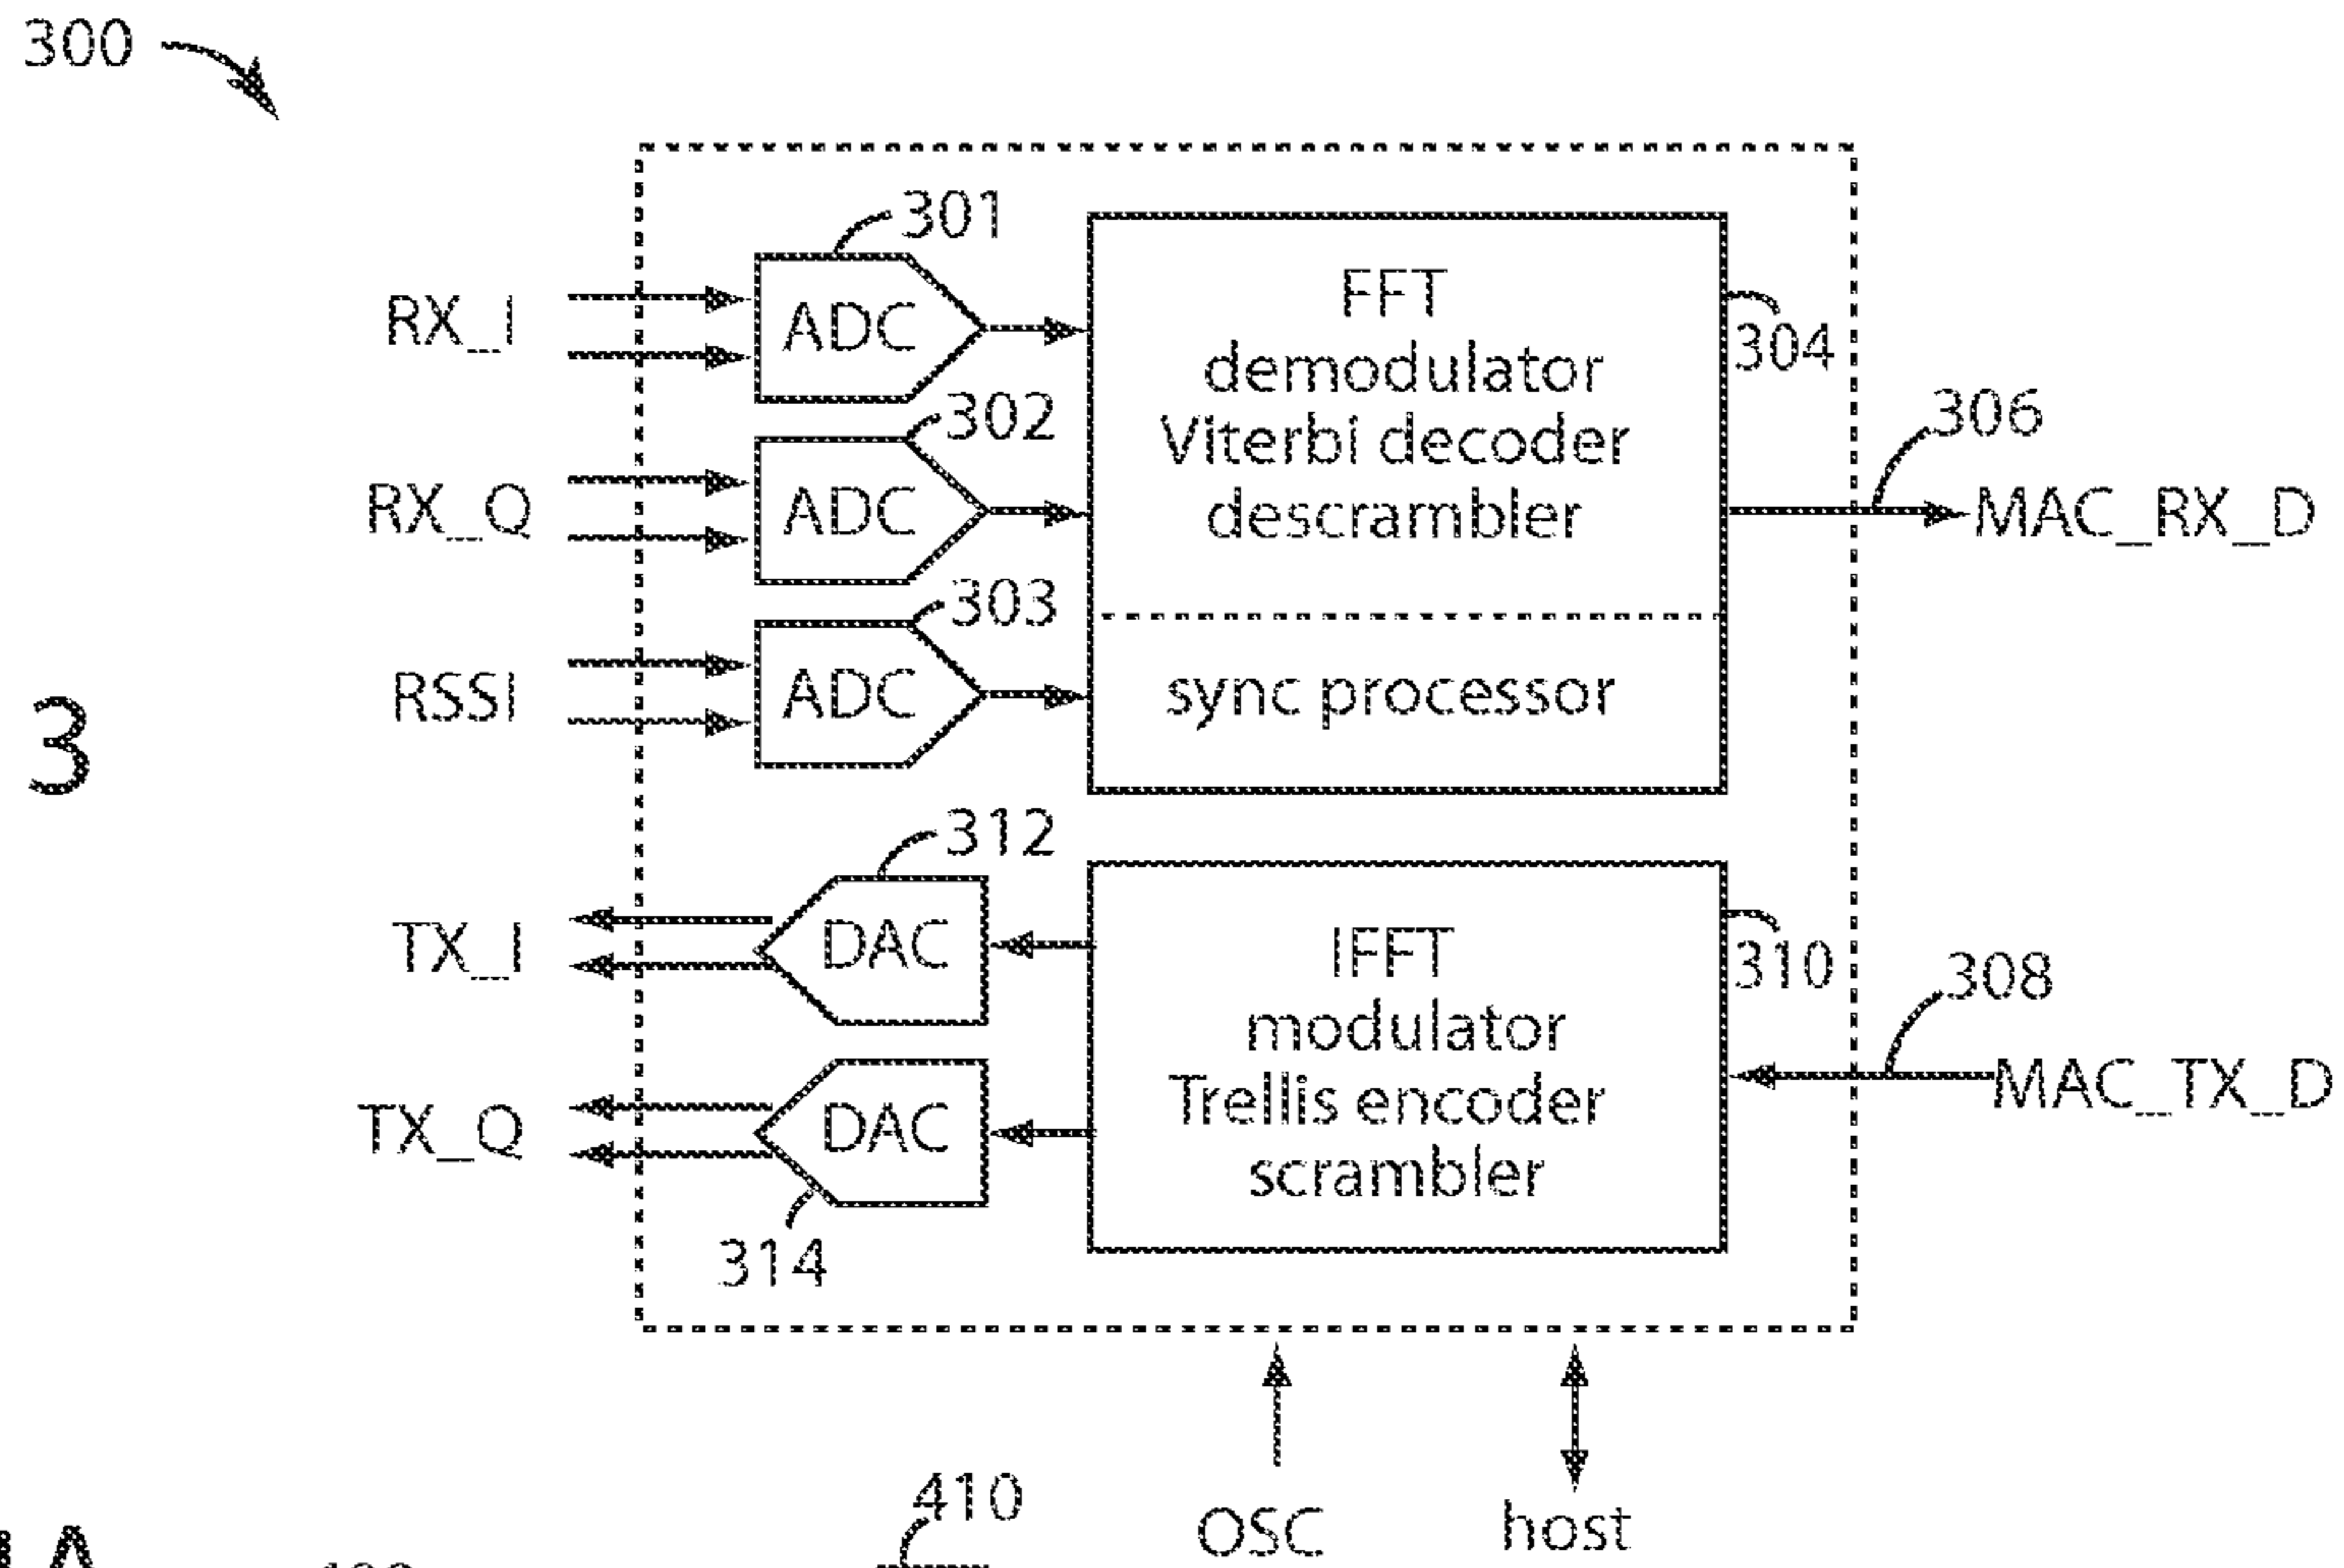 300
301
RX_I
ADC
FFT
demodulator
Viterbi decoder
descrambler
304
302
306
RX_Q
ADC
MAC_RX_D
303
RSSI
ADC
sync processor
3
312
TX_I
DAC
IFFT
modulator
Trellis encoder
scrambler
310
308
TX_Q
DAC
MAC_TX_D
314
410
OSC
host